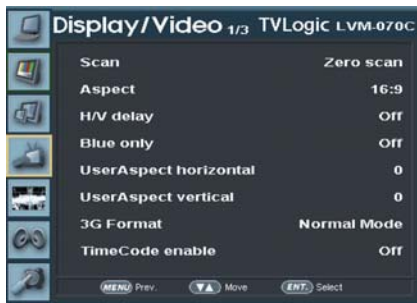 Display/Video 1/3 TVLogic LVM-070C
Scan Zero scan
Aspect 16:9
H/V delay Off
Blue only Off
UserAspect horizontal 0
UserAspect vertical 0
3G Format Normal Mode
TimeCode enable Off
MENU Prev. ▼▲ Move ENT. Select